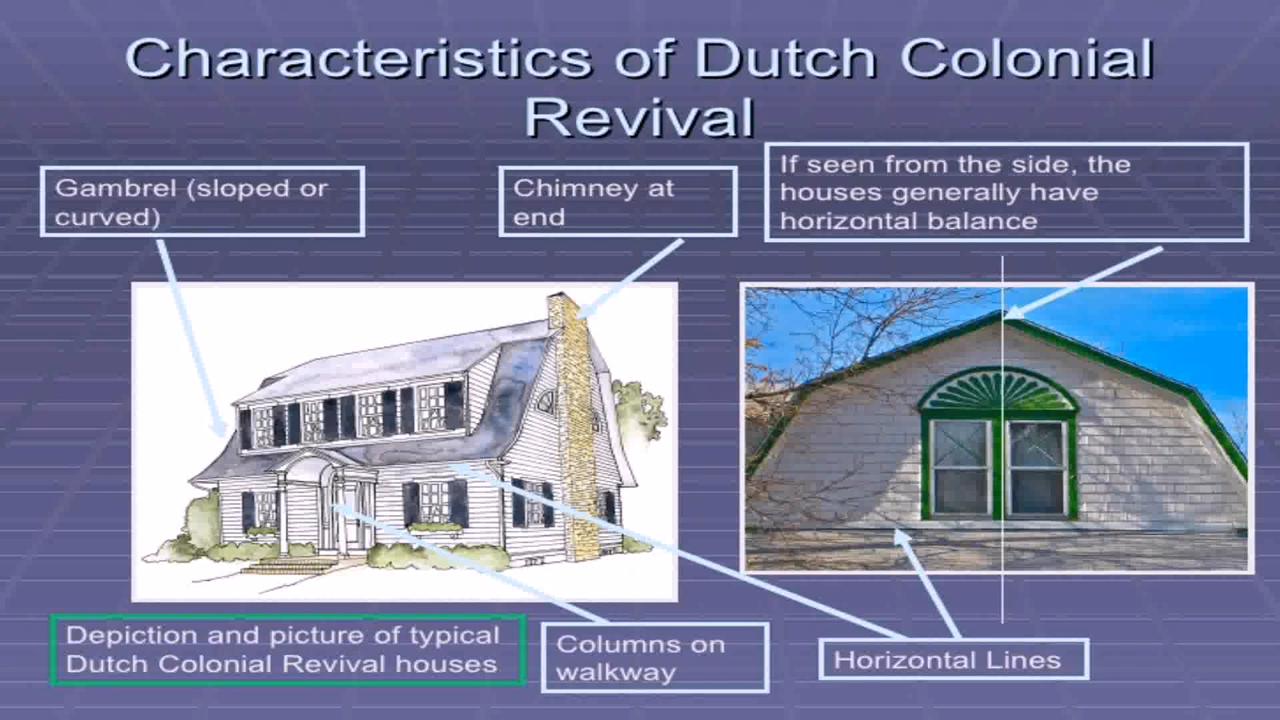 Characteristics of Dutch Colonial
Revival
Gambrel (sloped or
curved)
Chimney at
end
If seen from the side, the
houses generally have
horizontal balance
Depiction and picture of typical
Dutch Colonial Revival houses
Columns on
walkway
Horizontal Lines